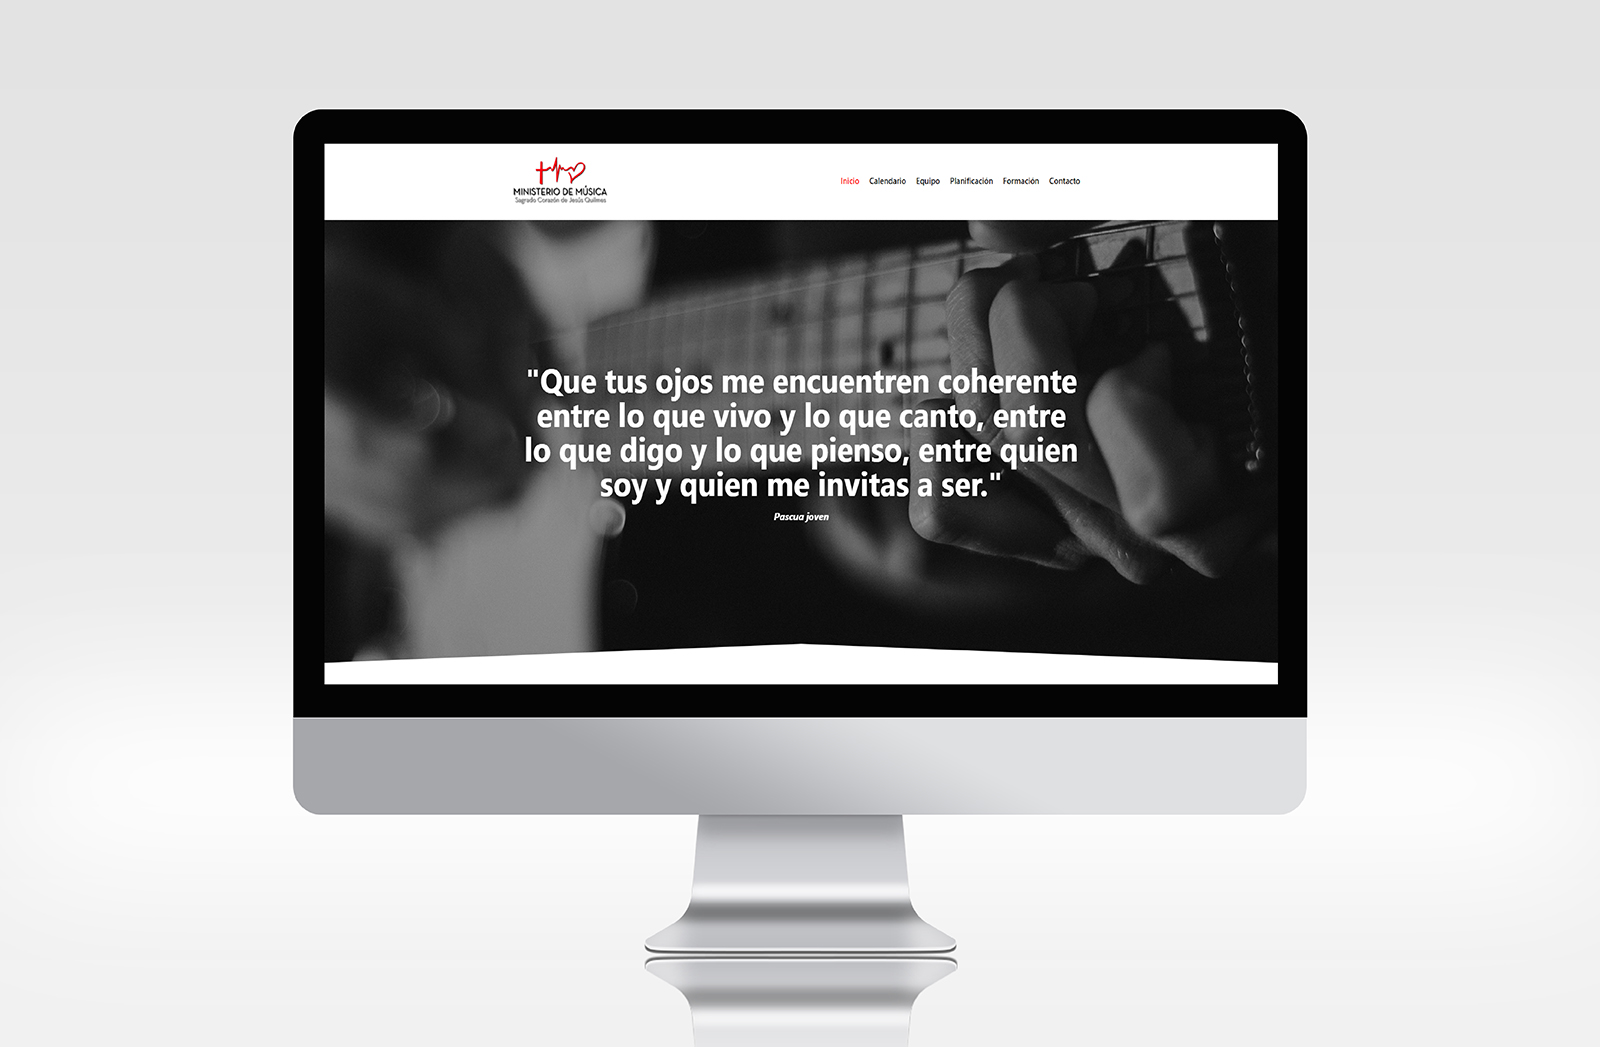 MINISTERIO DE MÚSICA
Sagrado Corazón de Jesús Quilmes
Inicio Calendario Equipo Planificación Formación Contacto
"Que tus ojos me encuentren coherente
entre lo que vivo y lo que canto, entre
lo que digo y lo que pienso, entre quien
soy y quien me invitas a ser."
Pascua joven